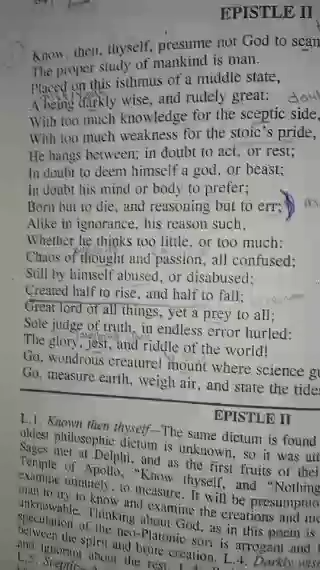 EPISTLE II
Know, then, thyself, presume not God to scan
The proper study of mankind is man.
Placed on this isthmus of a middle state,
A being darkly wise, and rudely great:
With too much knowledge for the sceptic side,
With too much weakness for the stoic's pride,
He hangs between; in doubt to act, or rest;
In doubt to deem himself a god, or beast;
In doubt his mind or body to prefer;
Born but to die, and reasoning but to err;
Alike in ignorance, his reason such,
Whether he thinks too little, or too much:
Chaos of thought and passion, all confused;
Still by himself abused, or disabused;
Created half to rise, and half to fall;
Great lord of all things, yet a prey to all;
Sole judge of truth, in endless error hurled:
The glory, jest, and riddle of the world!
Go, wondrous creature! mount where science gu
Go, measure earth, weigh air, and state the tides
EPISTLE II
L.1. Known then thyself—The same dictum is found
oldest philosophic dictum is unknown, so it was
Sages met at Delphi, and as the first fruits of thei
Temple of Apollo, "Know thyself, and "Nothing
examine minutely, to measure. It will be presumptuo
man to try to know and examine the creations and
unknowable. Thinking about God, as in this poem is
speculation of the neo-Platonic sort is arrogant and
between the spirit and brute creation. L.4. Darkly wise
and ignorant about the rest.
L.5. Sceptic